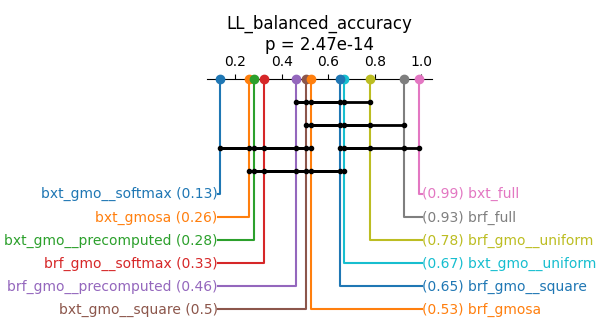 LL_balanced_accuracy
p = 2.47e-14
0.2 0.4 0.6 0.8 1.0
bxt_gmo__softmax (0.13) (0.99) bxt_full
bxt_gmosa (0.26) (0.93) brf_full
bxt_gmo__precomputed (0.28) (0.78) brf_gmo__uniform
brf_gmo__softmax (0.33) (0.67) bxt_gmo__uniform
brf_gmo__precomputed (0.46) (0.65) brf_gmo__square
bxt_gmo__square (0.5) (0.53) brf_gmosa